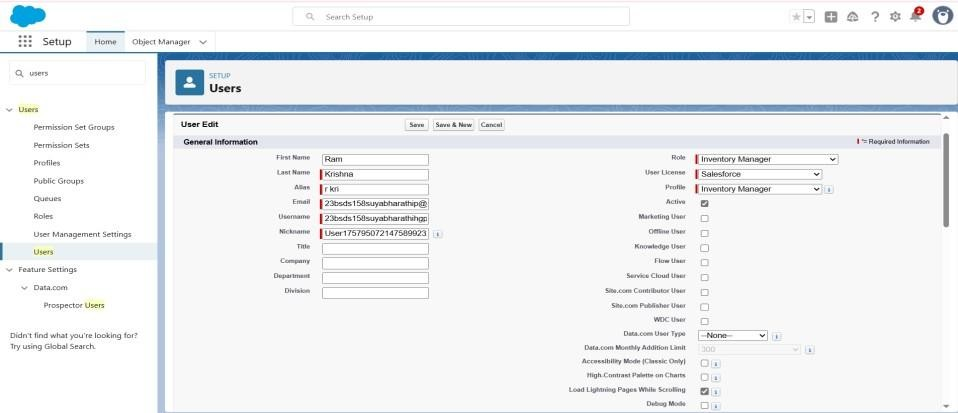 Search Setup
2
Setup
Home
Object Manager
users
Users
Permission Set Groups
Permission Sets
Profiles
Public Groups
Queues
Roles
User Management Settings
Users
Feature Settings
Data.com
Prospector Users
Didn't find what you're looking for?
Try using Global Search.
SETUP
Users
User Edit
Save
Save & New
Cancel
General Information
= Required Information
First Name Ram
Last Name Krishna
Alias r kri
Email 23bsds158suyabharathip@
Username 23bsds158suyabharathihgp
Nickname User175795072147589923
Title
Company
Department
Division
Role Inventory Manager
User License Salesforce
Profile Inventory Manager
Active
Marketing User
Offline User
Knowledge User
Flow User
Service Cloud User
Site.com Contributor User
Site.com Publisher User
WDC User
Data.com User Type --None--
Data.com Monthly Addition Limit 300
Accessibility Mode (Classic Only)
High-Contrast Palette on Charts
Load Lightning Pages While Scrolling
Debug Mode